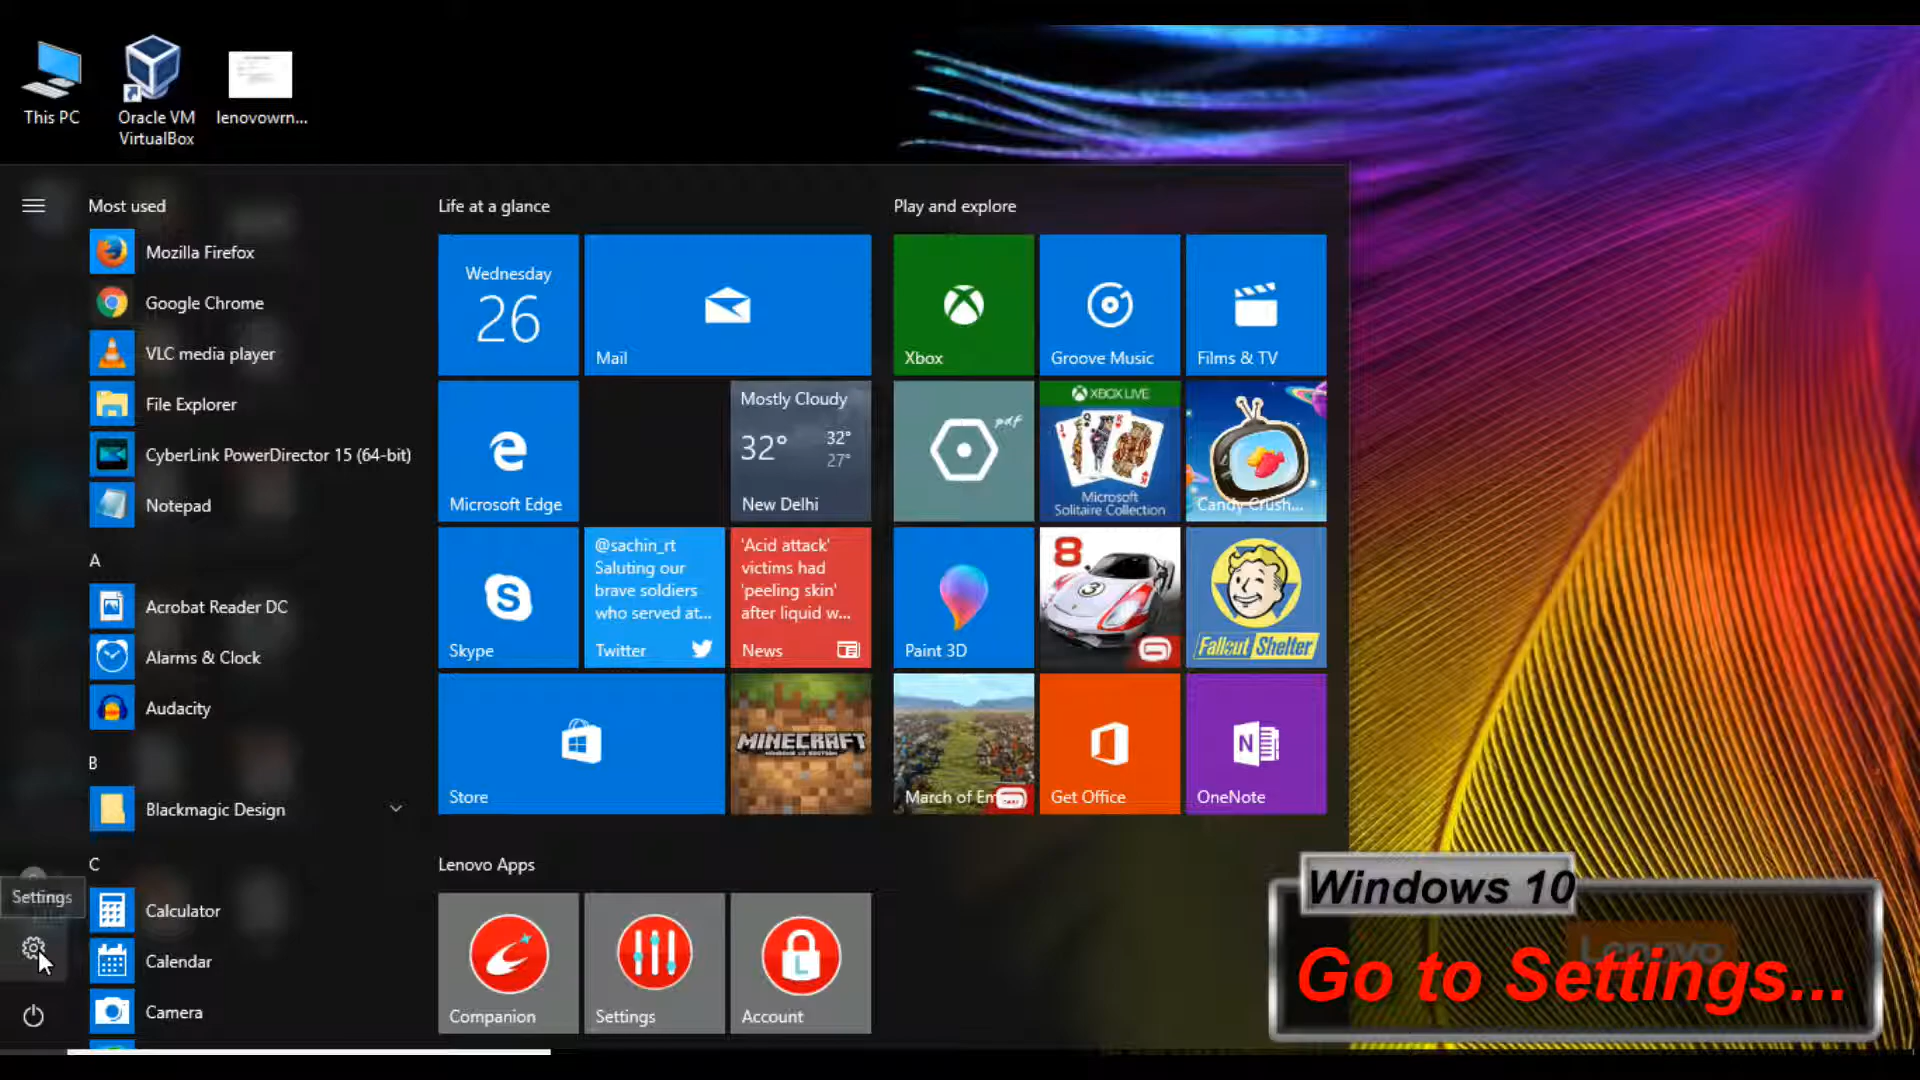 This PC
Oracle VM
VirtualBox
lenovowrn...
Most used
Mozilla Firefox
Google Chrome
VLC media player
File Explorer
CyberLink PowerDirector 15 (64-bit)
Notepad
A
Acrobat Reader DC
Alarms & Clock
Audacity
B
Blackmagic Design
C
Calculator
Calendar
Camera
Settings
Life at a glance
Wednesday
26
Mail
Microsoft Edge
Mostly Cloudy
32°
32°
27°
New Delhi
Skype
@sachin_rt
Saluting our
brave soldiers
who served at...
Twitter
'Acid attack'
victims had
'peeling skin'
after liquid w...
News
Store
MINECRAFT
Play and explore
Xbox
Groove Music
Films & TV
pdf
XBOX LIVE
Microsoft
Solitaire Collection
Candy Crush...
Paint 3D
8
3
Fallout Shelter
March of Em
Get Office
N
OneNote
Lenovo Apps
Companion
Settings
L
Account
Windows 10
Lenovo
Go to Settings...